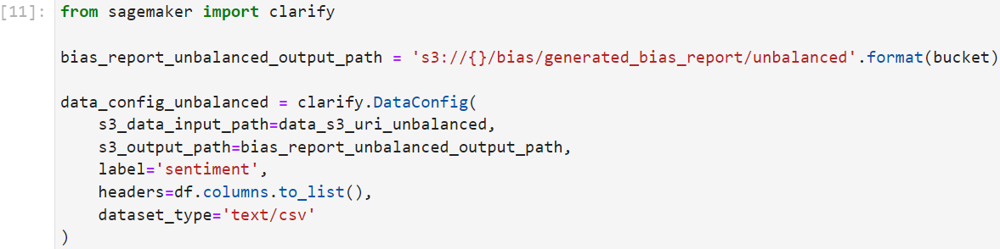 [11]: from sagemaker import clarify
bias_report_unbalanced_output_path = 's3://{}/bias/generated_bias_report/unbalanced'.format(bucket)
data_config_unbalanced = clarify.DataConfig(
    s3_data_input_path=data_s3_uri_unbalanced,
    s3_output_path=bias_report_unbalanced_output_path,
    label='sentiment',
    headers=df.columns.to_list(),
    dataset_type='text/csv'
)